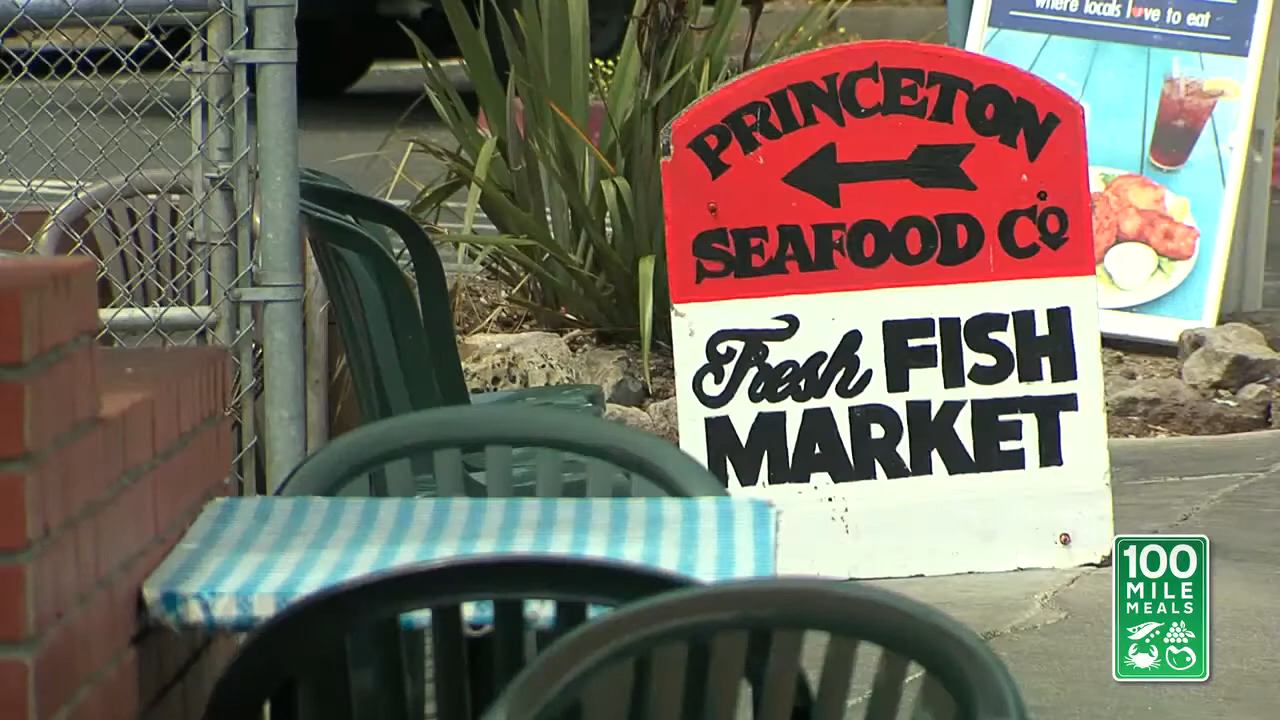 where locals love to eat
PRINCETON
SEAFOOD Co
Fresh FISH
MARKET
100
MILE
MEALS